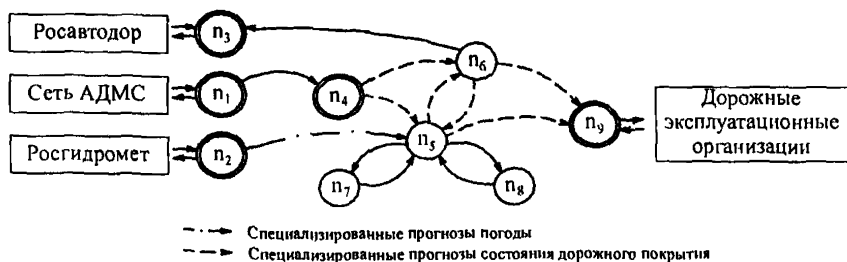 Росавтодор
n3
n6
Сеть АДМС
n1
n4
Дорожные
эксплуатационные
организации
n9
Росгидромет
n2
n5
n7
n8
Специализированные прогнозы погоды
Специализированные прогнозы состояния дорожного покрытия